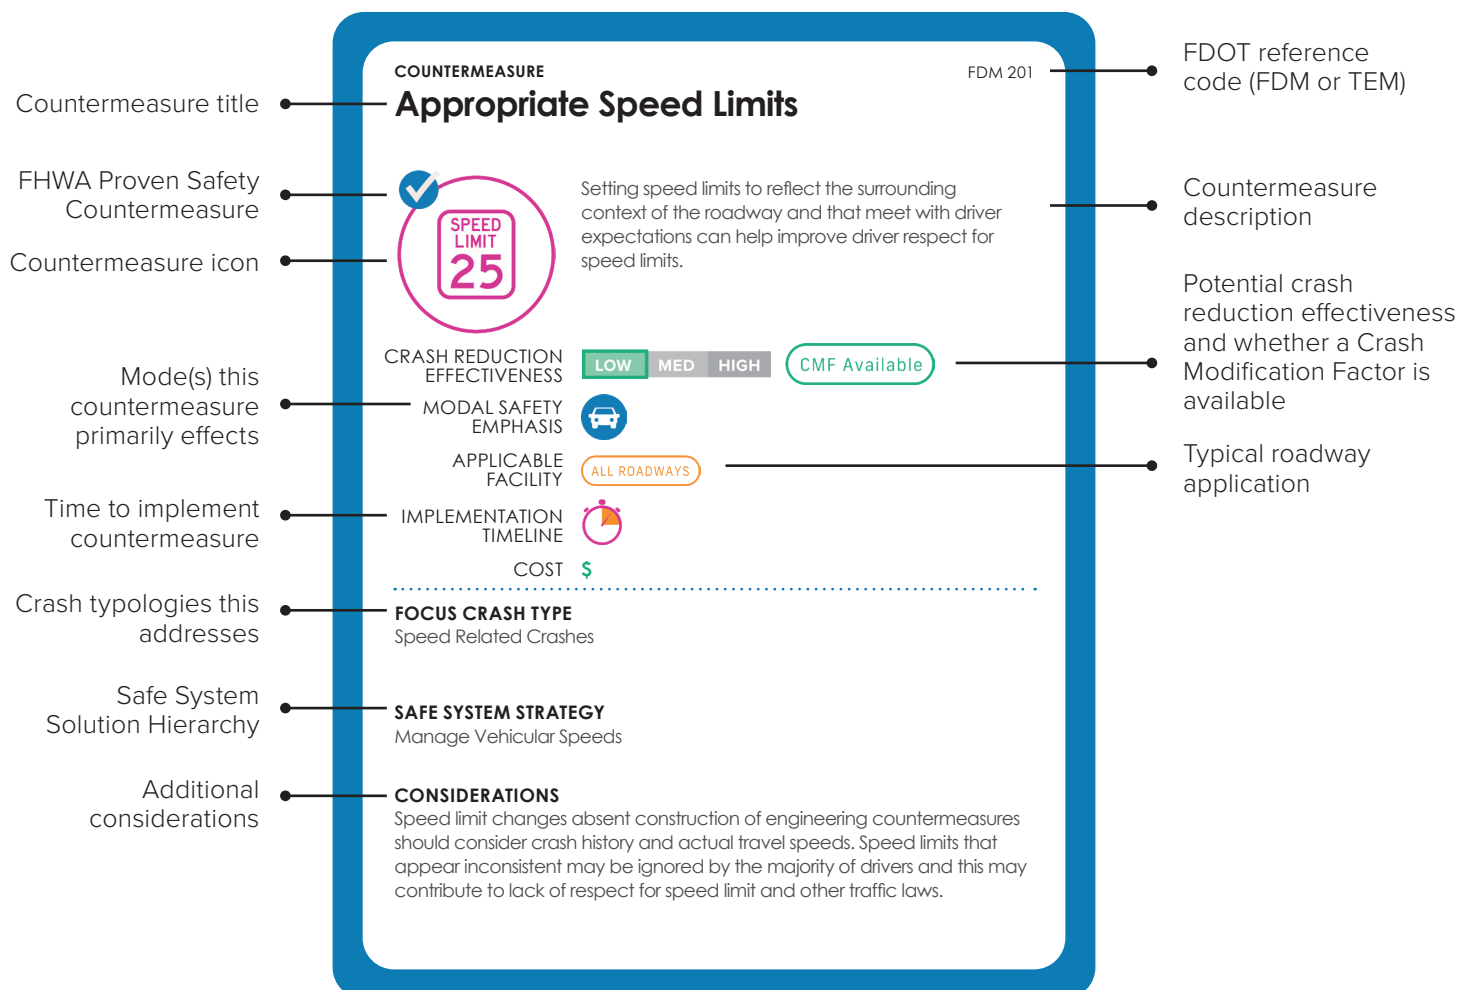 Countermeasure title
FHWA Proven Safety
Countermeasure
Countermeasure icon
Mode(s) this
countermeasure
primarily effects
Time to implement
countermeasure
Crash typologies this
addresses
Safe System
Solution Hierarchy
Additional
considerations
COUNTERMEASURE
FDM 201
Appropriate Speed Limits
SPEED
LIMIT
25
Setting speed limits to reflect the surrounding
context of the roadway and that meet with driver
expectations can help improve driver respect for
speed limits.
CRASH REDUCTION
EFFECTIVENESS
LOW MED HIGH
CMF Available
MODAL SAFETY
EMPHASIS
APPLICABLE
FACILITY
ALL ROADWAYS
IMPLEMENTATION
TIMELINE
COST $
FOCUS CRASH TYPE
Speed Related Crashes
SAFE SYSTEM STRATEGY
Manage Vehicular Speeds
CONSIDERATIONS
Speed limit changes absent construction of engineering countermeasures
should consider crash history and actual travel speeds. Speed limits that
appear inconsistent may be ignored by the majority of drivers and this may
contribute to lack of respect for speed limit and other traffic laws.
FDOT reference
code (FDM or TEM)
Countermeasure
description
Potential crash
reduction effectiveness
and whether a Crash
Modification Factor is
available
Typical roadway
application